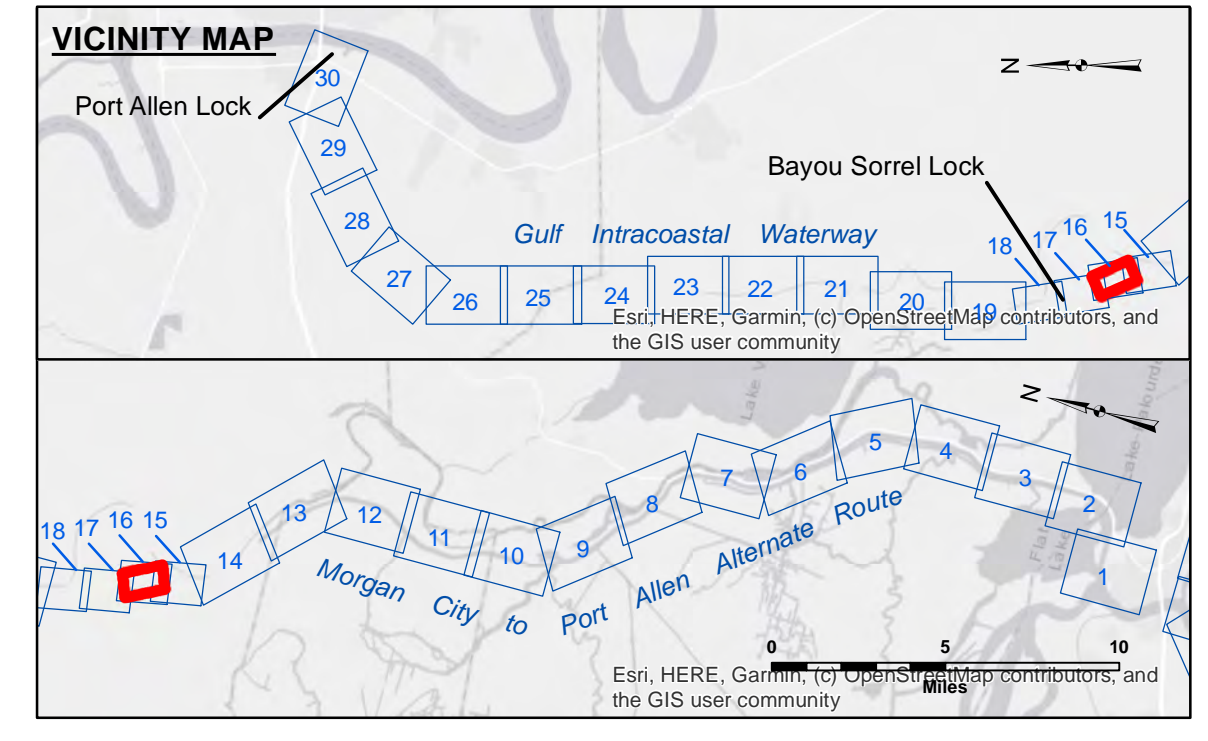 VICINITY MAP
N
30
Port Allen Lock
29
Bayou Sorrel Lock
28
Gulf Intracoastal Waterway
18 17 16 15
27
26 25 24 23 22 21 20 19
Esri, HERE, Garmin, (c) OpenStreetMap contributors, and
the GIS user community
N
Lake
5
4
3
2
1
6
7
8
9
10
11
12
13
14
18 17 16 15
Morgan City to Port Allen Alternate Route
Lake
0 5 10
Miles
Esri, HERE, Garmin, (c) OpenStreetMap contributors, and
the GIS user community